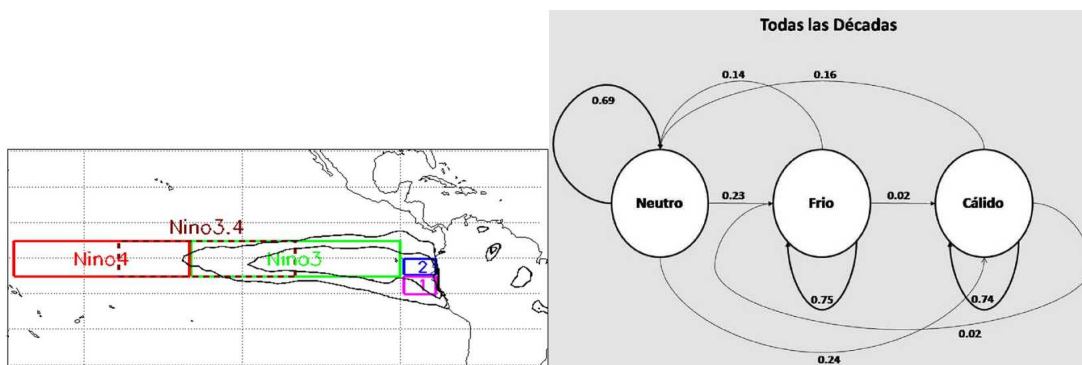 Nino3.4
Nino4
Nino3
2
1
Todas las Décadas
0.14
0.16
0.69
Neutro
0.23
Frio
0.02
Cálido
0.75
0.74
0.02
0.24